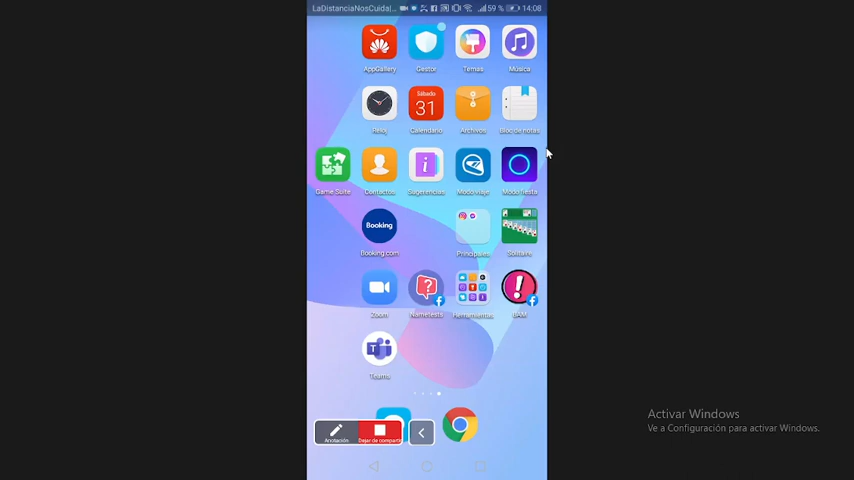 LaDistanciaNosCuida|... 59 % 14:08
AppGallery Gestor Temas Música
Sábado
31
Reloj Calendario Archivos Bloc de notas
Game Suite Contactos Sugerencias Modo viaje Modo fiesta
Booking
Booking.com Principales Solitaire
Zoom Nametests Herramientas UAM
Teams
Anotación Dejar de compartir
Activar Windows
Ve a Configuración para activar Windows.